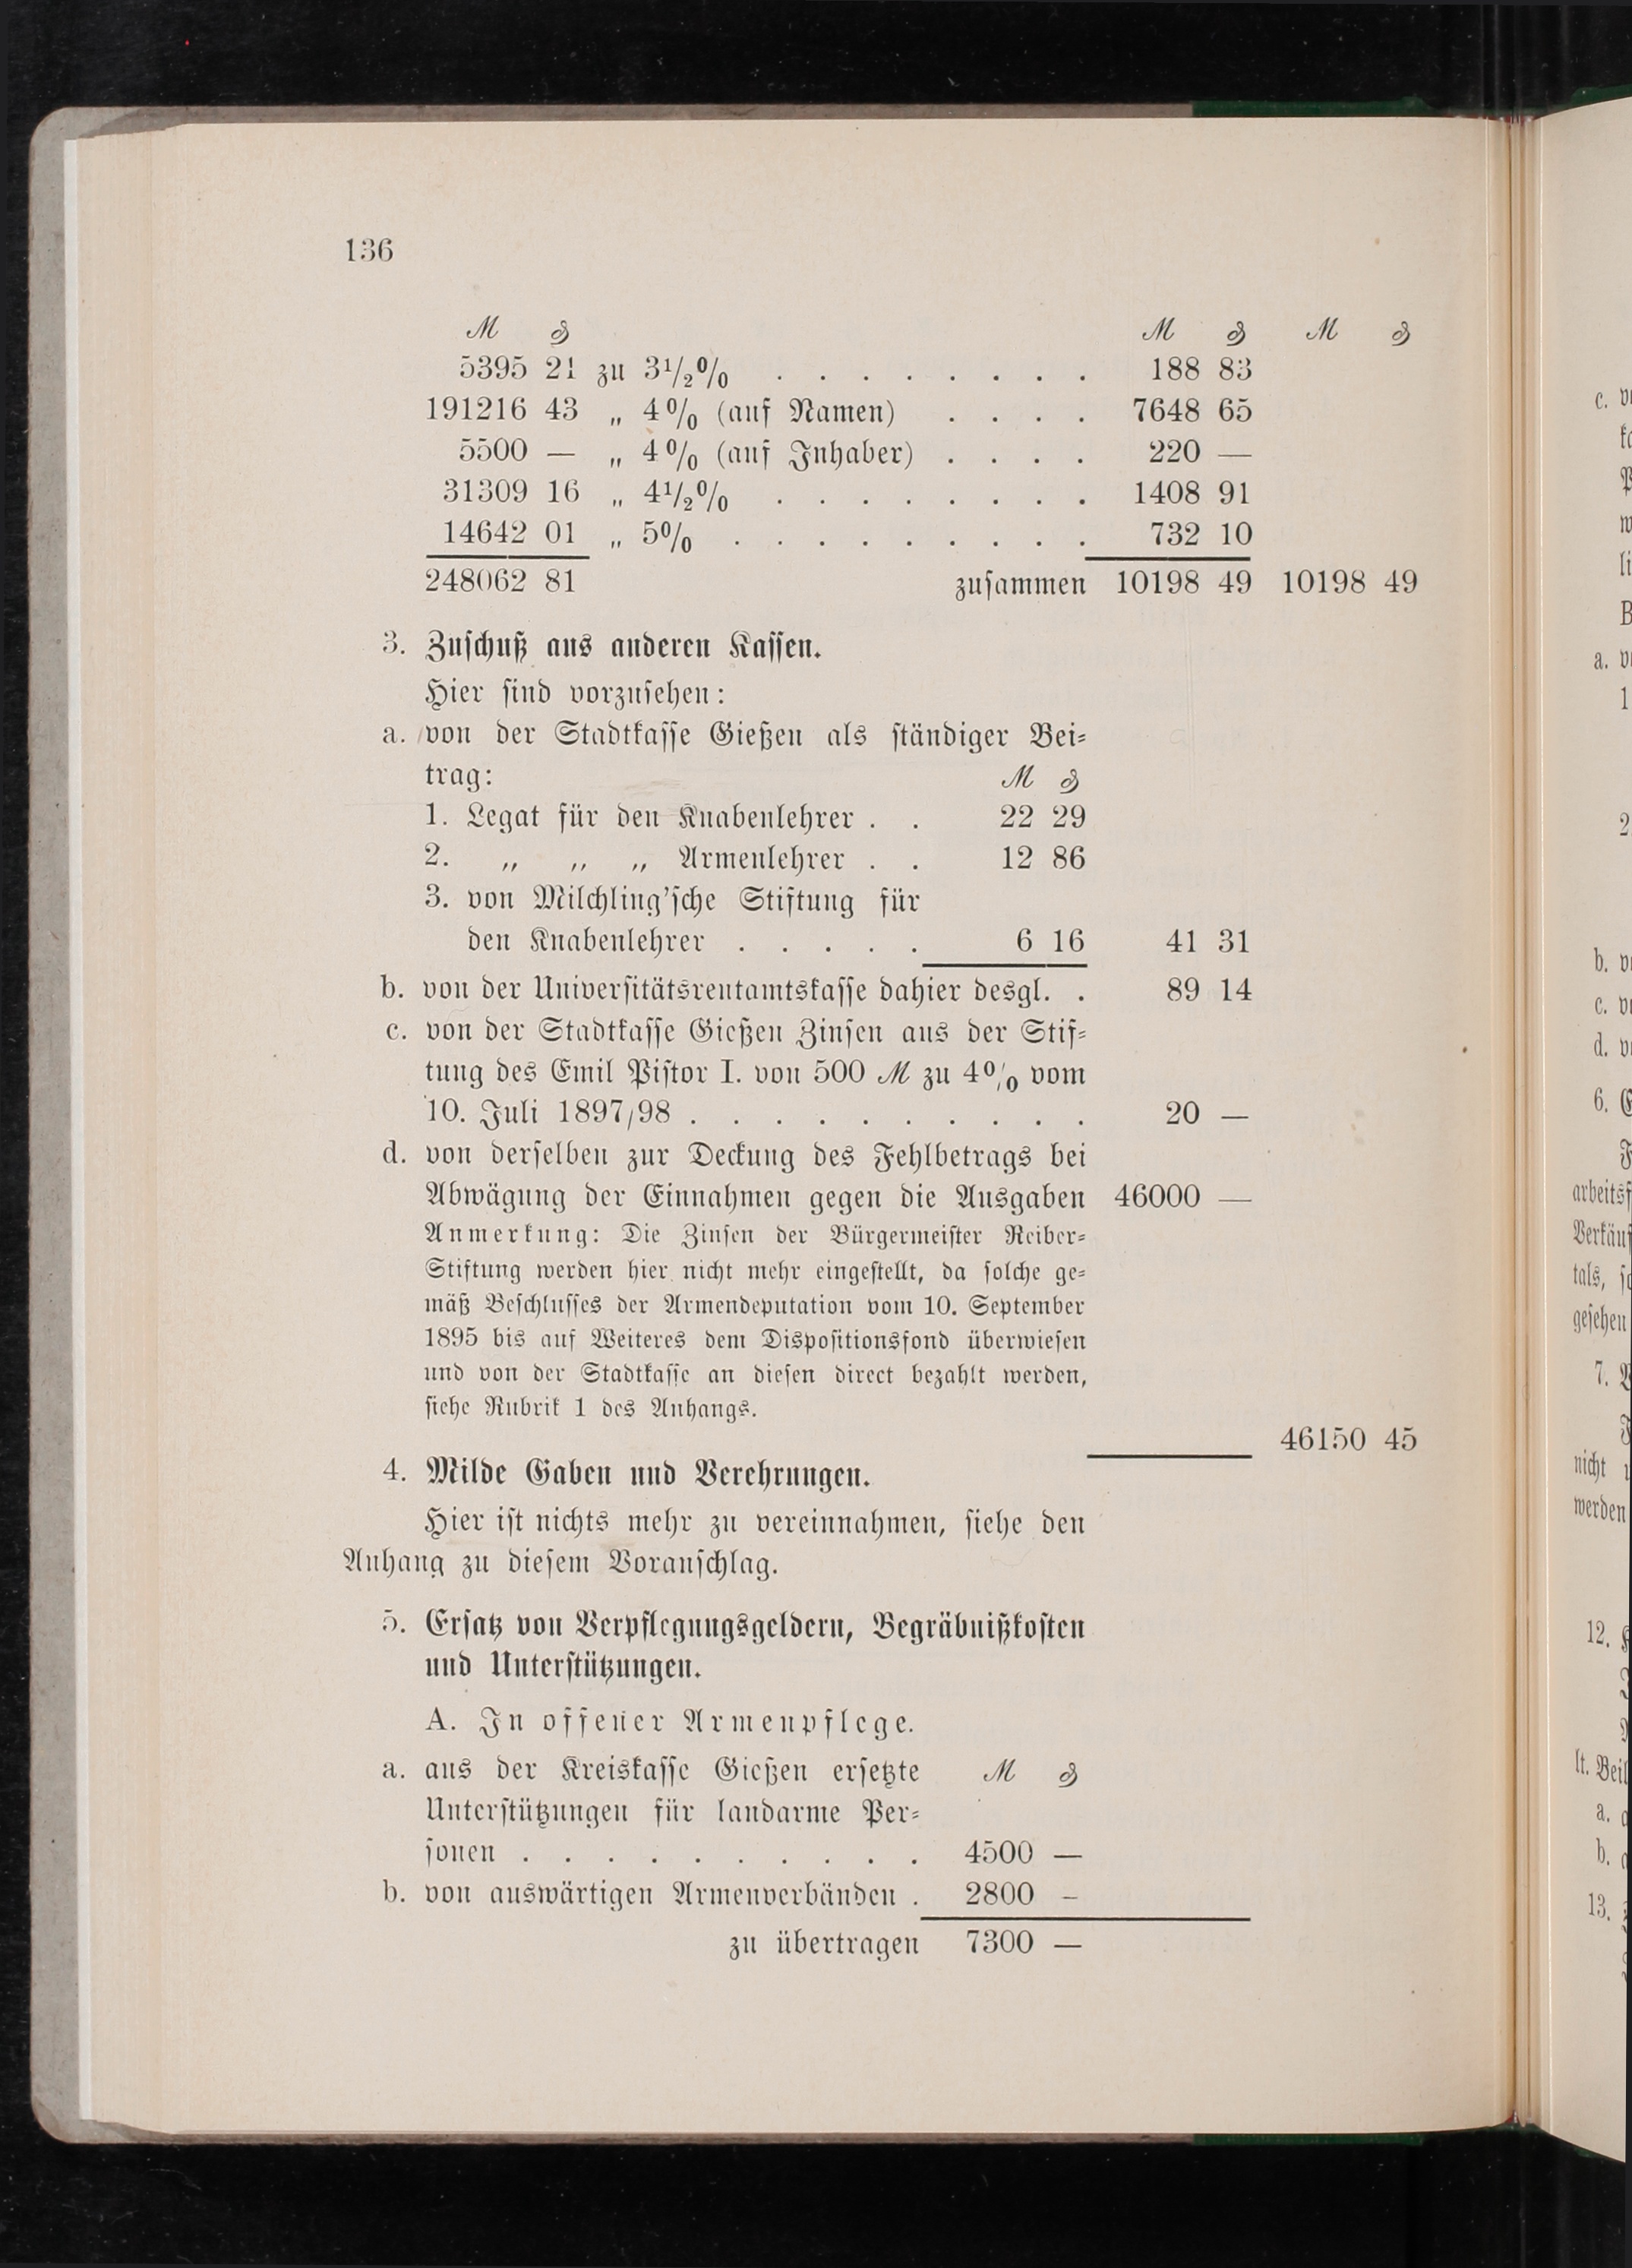 136
ℳ ₰ ℳ ₰ ℳ ₰
5395 21 zu 3½% . . . . . . . . 188 83
191216 43 „ 4% (auf Namen) . . . . 7648 65
5500 — „ 4% (auf Inhaber) . . . . 220 —
31309 16 „ 4½% . . . . . . . . 1408 91
14642 01 „ 5% . . . . . . . . . 732 10
248062 81 zuſammen 10198 49 10198 49
3. Zuſchuß aus anderen Kaſſen.
Hier ſind vorzuſehen:
a. von der Stadtkaſſe Gießen als ſtändiger Bei-
trag: ℳ ₰
1. Legat für den Knabenlehrer . . 22 29
2. „ „ „ Armenlehrer . . 12 86
3. von Milchling'ſche Stiftung für
den Knabenlehrer . . . . . 6 16 41 31
b. von der Univerſitätsrentamtskaſſe dahier desgl. . 89 14
c. von der Stadtkaſſe Gießen Zinſen aus der Stif-
tung des Emil Piſtor I. von 500 ℳ zu 4% vom
10. Juli 1897/98 . . . . . . . . . . 20 —
d. von derſelben zur Deckung des Fehlbetrags bei
Abwägung der Einnahmen gegen die Ausgaben 46000 —
Anmerkung: Die Zinſen der Bürgermeiſter Reiber-
Stiftung werden hier nicht mehr eingeſtellt, da ſolche ge-
mäß Beſchluſſes der Armendeputation vom 10. September
1895 bis auf Weiteres dem Dispoſitionsfond überwieſen
und von der Stadtkaſſe an dieſen direct bezahlt werden,
ſiehe Rubrik 1 des Anhangs.
46150 45
4. Milde Gaben und Verehrungen.
Hier iſt nichts mehr zu vereinnahmen, ſiehe den
Anhang zu dieſem Voranſchlag.
5. Erſatz von Verpflegungsgeldern, Begräbnißkoſten
und Unterſtützungen.
A. In offener Armenpflege.
a. aus der Kreiskaſſe Gießen erſetzte ℳ ₰
Unterſtützungen für landarme Per-
ſonen . . . . . . . . . . 4500 —
b. von auswärtigen Armenverbänden . 2800 –
zu übertragen 7300 —